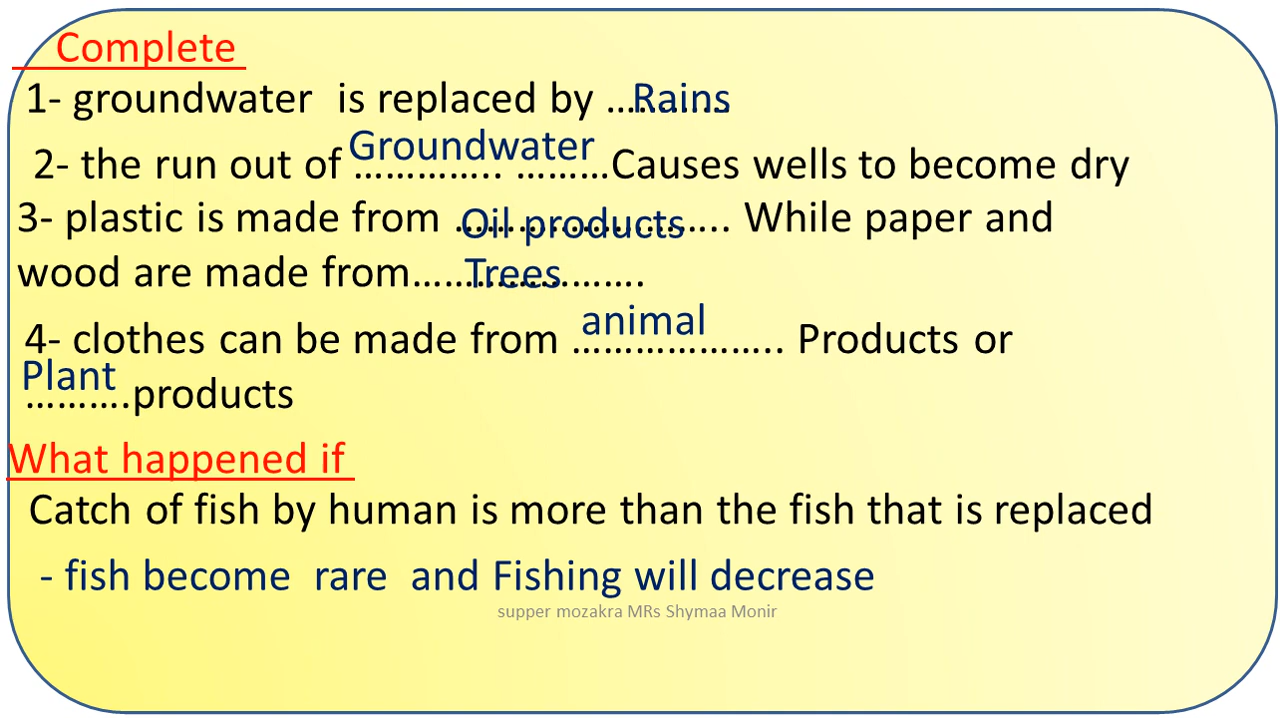 Complete
1- groundwater is replaced by ...Rains
Groundwater
2- the run out of .............. .........Causes wells to become dry
3- plastic is made from Oil products.. While paper and
wood are made from....Trees......
animal
4- clothes can be made from .................... Products or
Plant
..........products
What happened if
Catch of fish by human is more than the fish that is replaced
- fish become rare and Fishing will decrease
supper mozakra MRs Shymaa Monir